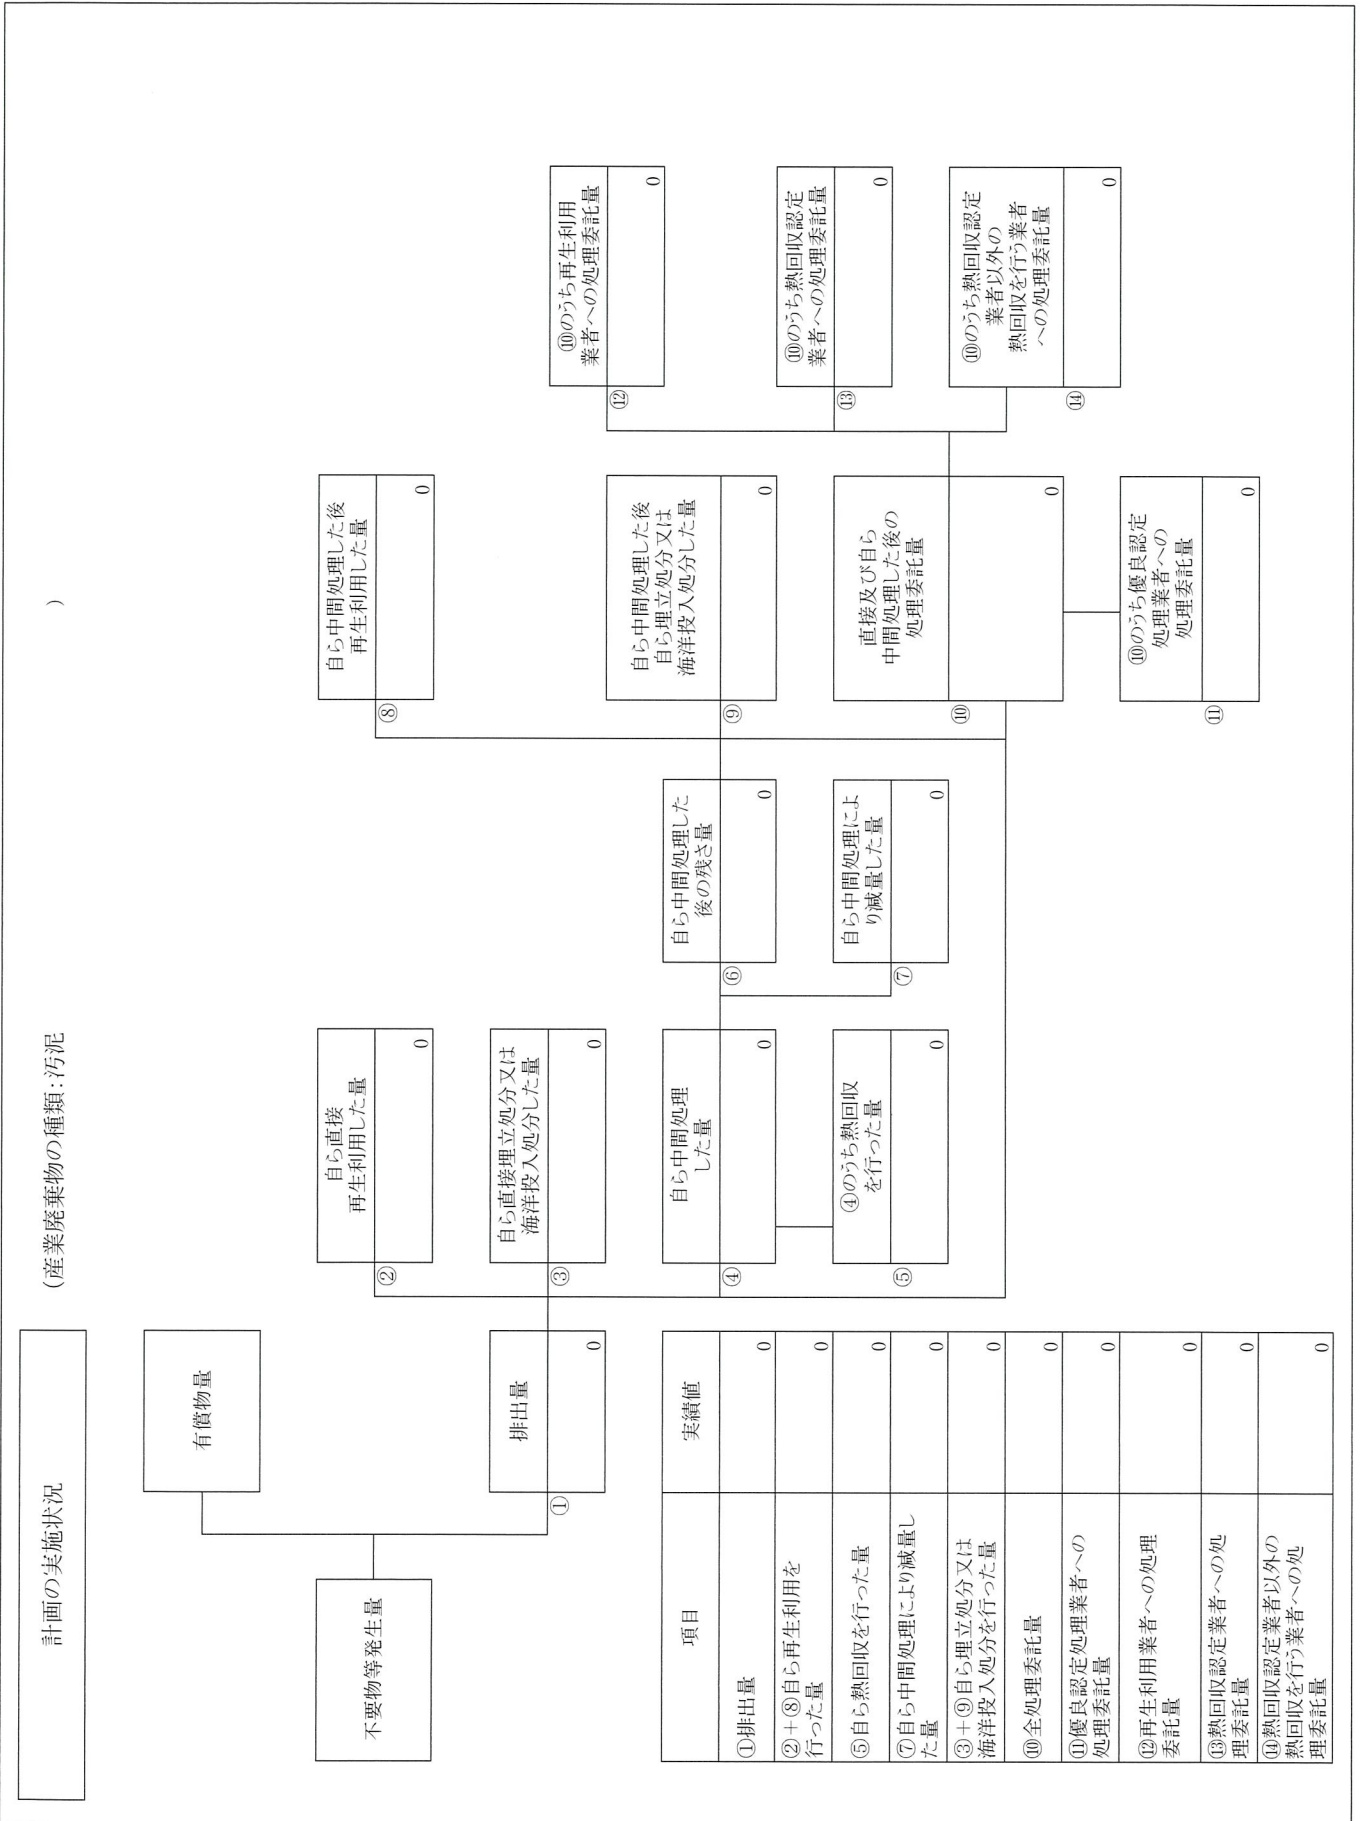 計画の実施状況
(産業廃棄物の種類：汚泥 )
不要物等発生量
有償物量
①
排出量
0
②
自ら直接
再生利用した量
0
③
自ら直接埋立処分又は
海洋投入処分した量
0
④
自ら中間処理
した量
0
⑤
④のうち熱回収
を行った量
0
⑥
自ら中間処理した
後の残さ量
0
⑦
自ら中間処理によ
り減量した量
0
⑧
自ら中間処理した後
再生利用した量
0
⑨
自ら中間処理した後
自ら埋立処分又は
海洋投入処分した量
0
⑩
直接及び自ら
中間処理した後の
処理委託量
0
⑪
⑩のうち優良認定
処理業者への
処理委託量
0
⑫
⑩のうち再生利用
業者への処理委託量
0
⑬
⑩のうち熱回収認定
業者への処理委託量
0
⑭
⑩のうち熱回収認定
業者以外の
熱回収を行う業者
への処理委託量
0
項目 実績値
①排出量 0
②+⑧自ら再生利用を
行った量 0
⑤自ら熱回収を行った量 0
⑦自ら中間処理により減量し
た量 0
③+⑨自ら埋立処分又は
海洋投入処分を行った量 0
⑩全処理委託量 0
⑪優良認定処理業者への
処理委託量 0
⑫再生利用業者への処理
委託量 0
⑬熱回収認定業者への処
理委託量 0
⑭熱回収認定業者以外の
熱回収を行う業者への処
理委託量 0